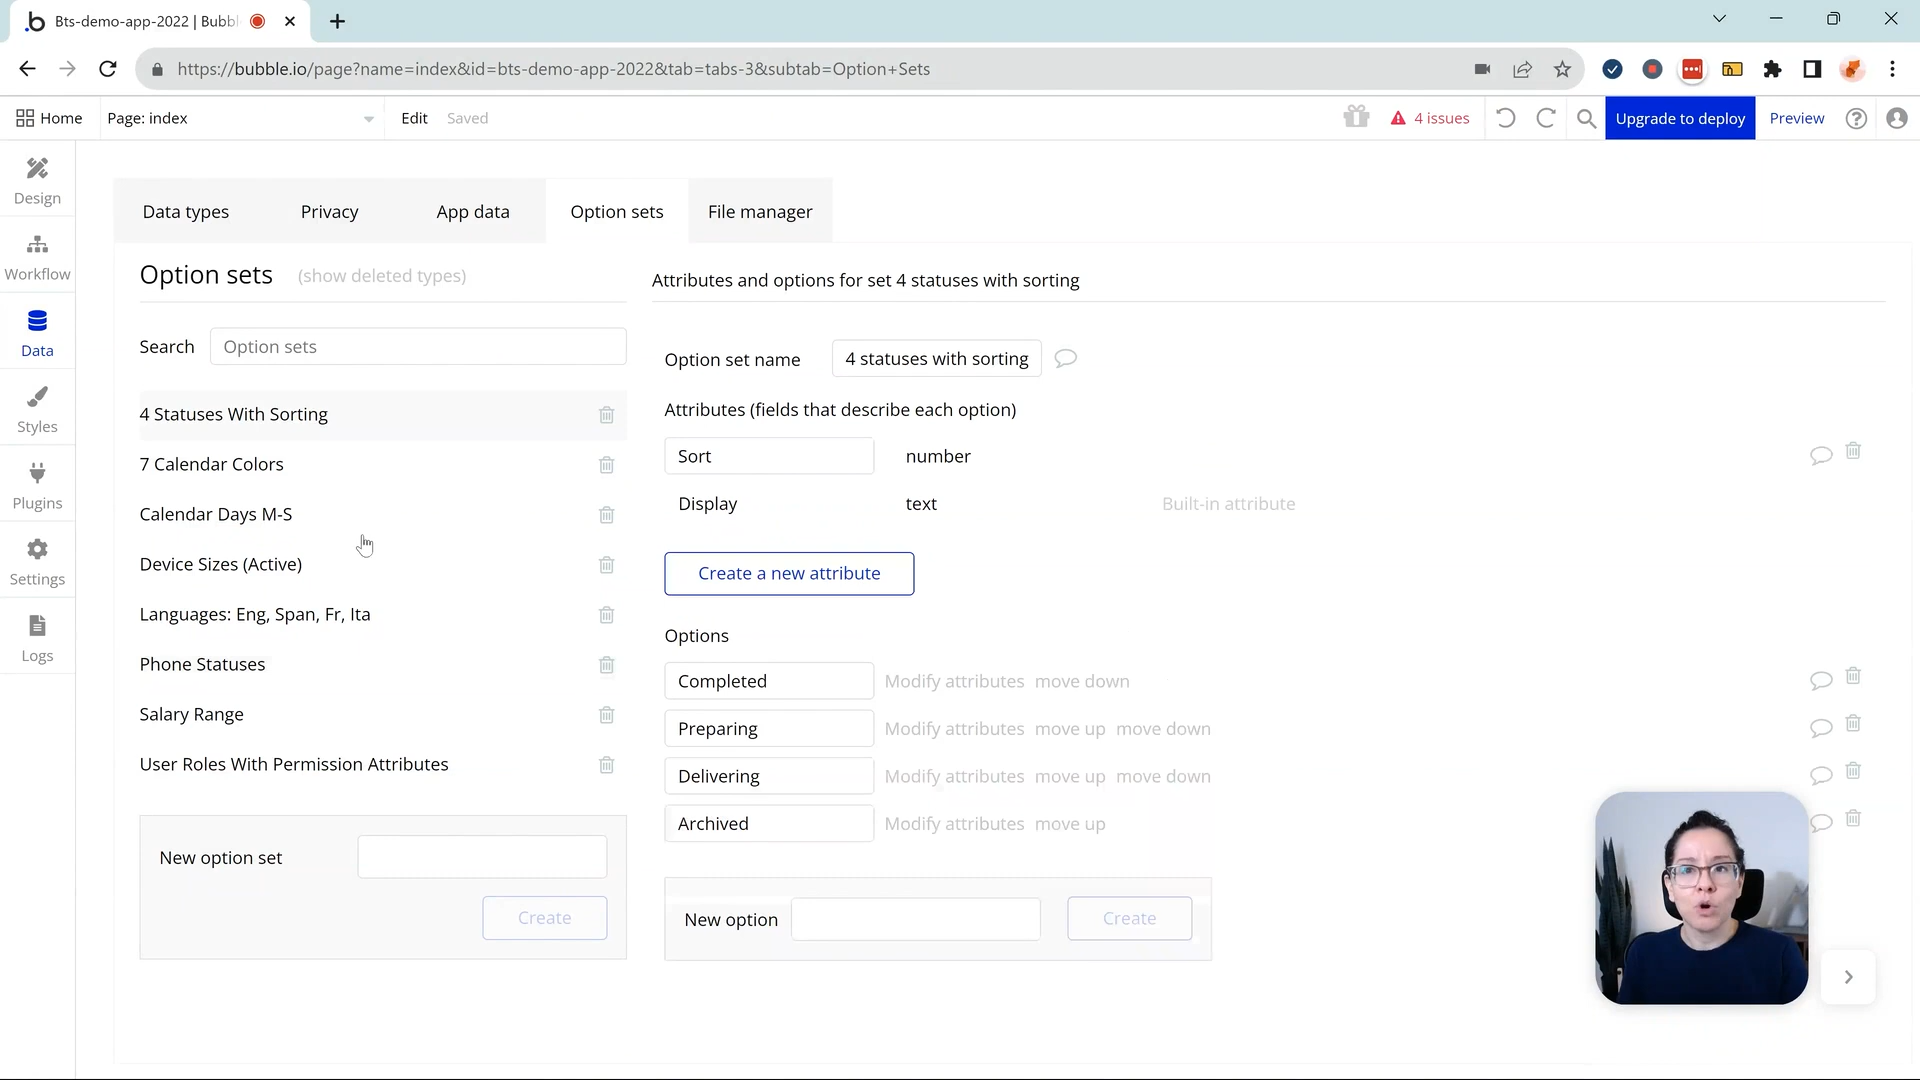 Bts-demo-app-2022 | Bubbl
https://bubble.io/page?name=index&id=bts-demo-app-2022&tab=tabs-3&subtab=Option+Sets
Home
Page: index
Edit
Saved
4 issues
Upgrade to deploy
Preview
Design
Workflow
Data
Styles
Plugins
Settings
Logs
Data types
Privacy
App data
Option sets
File manager
Option sets
(show deleted types)
Search
Option sets
4 Statuses With Sorting
7 Calendar Colors
Calendar Days M-S
Device Sizes (Active)
Languages: Eng, Span, Fr, Ita
Phone Statuses
Salary Range
User Roles With Permission Attributes
New option set
Create
Attributes and options for set 4 statuses with sorting
Option set name
4 statuses with sorting
Attributes (fields that describe each option)
Sort
number
Display
text
Built-in attribute
Create a new attribute
Options
Completed
Modify attributes
move down
Preparing
Modify attributes
move up
move down
Delivering
Modify attributes
move up
move down
Archived
Modify attributes
move up
New option
Create